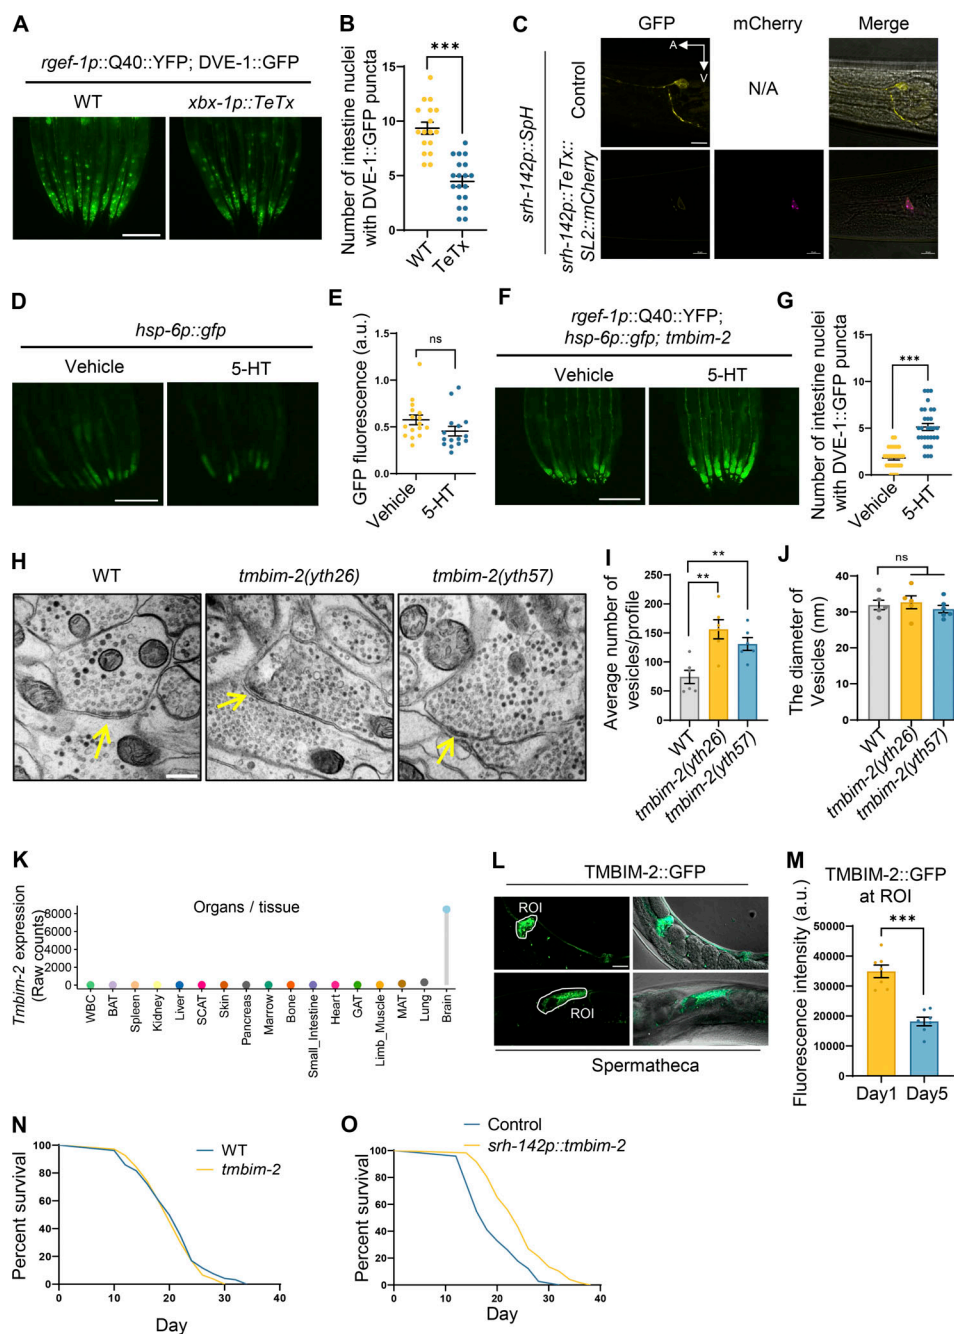 A
rgef-1p::Q40::YFP; DVE-1::GFP
WT
xbx-1p::TeTx
B
Number of intestine nuclei
with DVE-1::GFP puncta
15
10
5
0
***
WT
TeTx
C
GFP
mCherry
Merge
srh-142p::SpH
Control
srh-142p::TeTx::
SL2::mCherry
A
V
N/A
D
hsp-6p::gfp
Vehicle
5-HT
E
GFP fluorescence (a.u.)
1.5
1.0
0.5
0.0
ns
Vehicle
5-HT
F
rgef-1p::Q40::YFP;
hsp-6p::gfp; tmbim-2
Vehicle
5-HT
G
Number of intestine nuclei
with DVE-1::GFP puncta
15
10
5
0
***
Vehicle
5-HT
H
WT
tmbim-2(yth26)
tmbim-2(yth57)
I
Average number of
vesicles/profile
250
200
150
100
50
0
**
**
WT
tmbim-2(yth26)
tmbim-2(yth57)
J
The diameter of
Vesicles (nm)
40
30
20
10
0
ns
WT
tmbim-2(yth26)
tmbim-2(yth57)
K
Tmbim-2 expression
(Raw counts)
Organs / tissue
8000
6000
4000
2000
0
WBC
BAT
Spleen
Kidney
Liver
SCAT
Skin
Pancreas
Marrow
Bone
Small_Intestine
Heart
GAT
Limb_Muscle
MAT
Lung
Brain
L
TMBIM-2::GFP
ROI
ROI
Spermatheca
M
TMBIM-2::GFP
at ROI
Fluorescence intensity (a.u.)
50000
40000
30000
20000
10000
0
***
Day1
Day5
N
Percent survival
100
80
60
40
20
0
WT
tmbim-2
0
10
20
30
40
Day
O
Percent survival
100
80
60
40
20
0
Control
srh-142p::tmbim-2
0
10
20
30
40
Day